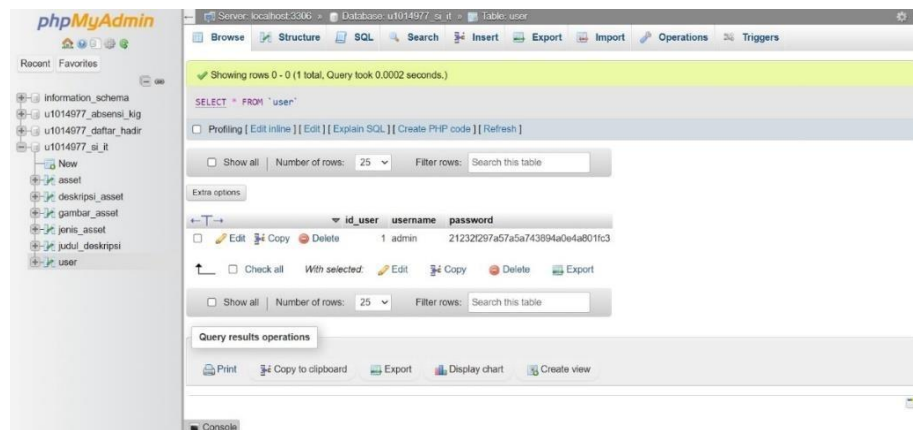 phpMyAdmin
Recent Favorites
information_schema
u1014977_absensi_kig
u1014977_daftar_hadir
u1014977_si_it
New
asset
deskripsi_asset
gambar_asset
jenis_asset
judul_deskripsi
user
Server: localhost:3306 » Database: u1014977_si_it » Table: user
Browse Structure SQL Search Insert Export Import Operations Triggers
Showing rows 0 - 0 (1 total, Query took 0.0002 seconds.)
SELECT * FROM `user`
Profiling [ Edit inline ] [ Edit ] [ Explain SQL ] [ Create PHP code ] [ Refresh ]
Show all | Number of rows: 25 Filter rows: Search this table
Extra options
←T→ id_user username password
Edit Copy Delete 1 admin 21232f297a57a5a743894a0e4a801fc3
Check all With selected: Edit Copy Delete Export
Show all | Number of rows: 25 Filter rows: Search this table
Query results operations
Print Copy to clipboard Export Display chart Create view
Console